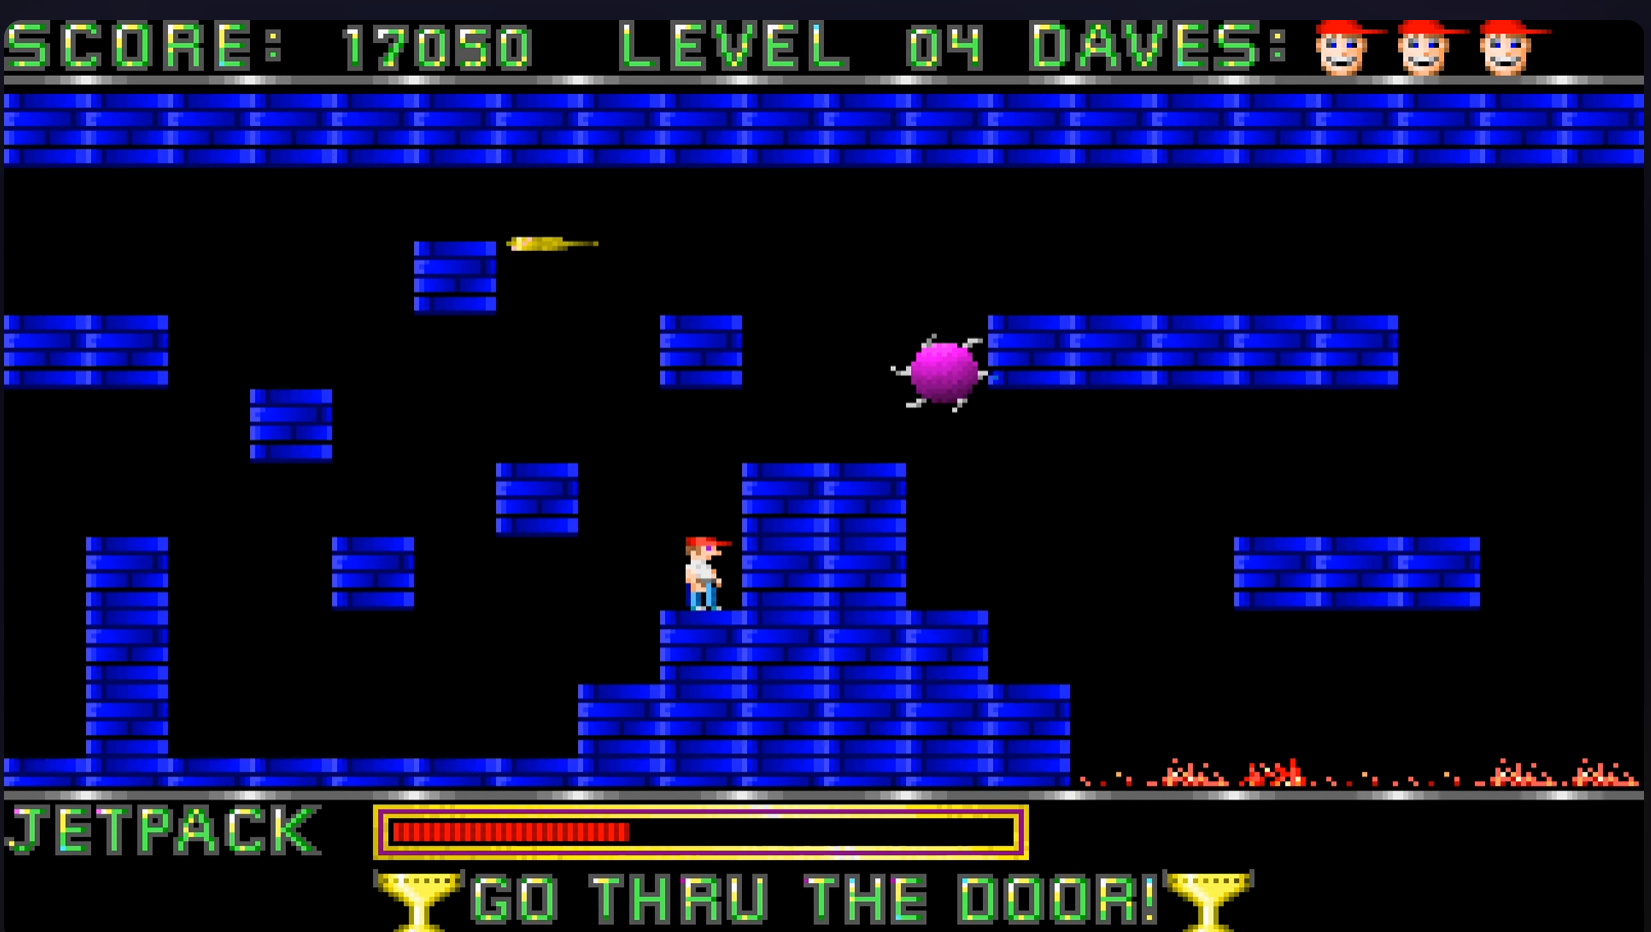 SCORE: 17050 LEVEL 04 DAVES:
JETPACK
GO THRU THE DOOR!